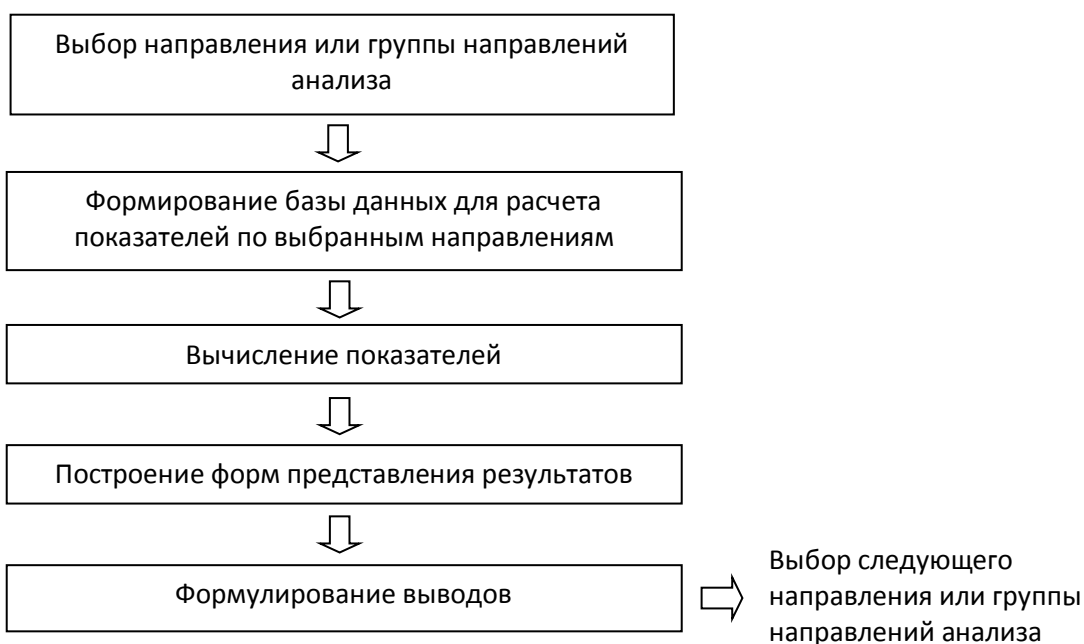 Выбор направления или группы направлений
анализа
Формирование базы данных для расчета
показателей по выбранным направлениям
Вычисление показателей
Построение форм представления результатов
Формулирование выводов
Выбор следующего
направления или группы
направлений анализа